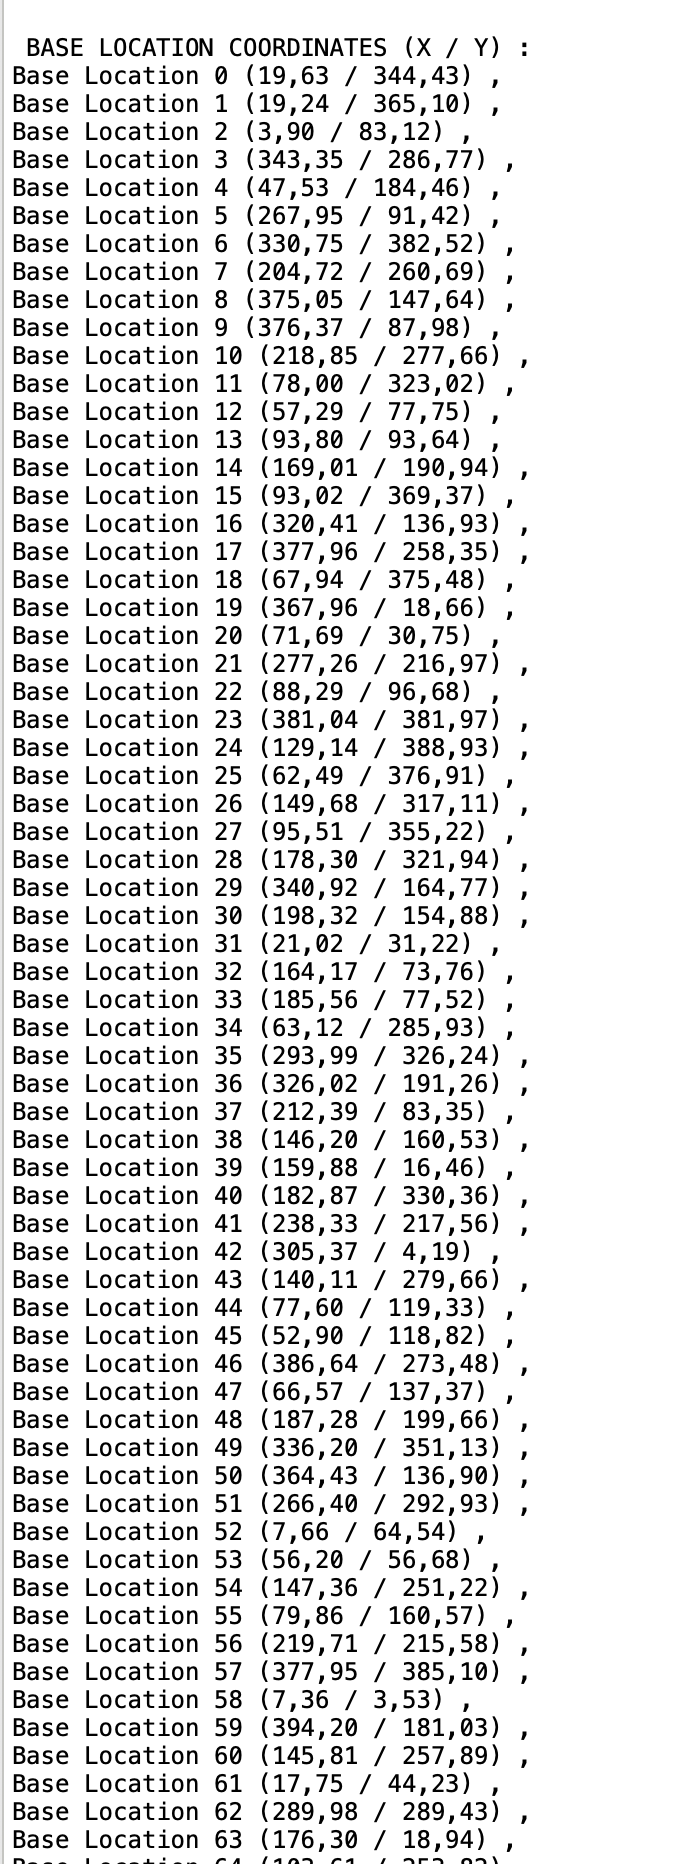 BASE LOCATION COORDINATES (X / Y) :
Base Location 0 (19,63 / 344,43) ,
Base Location 1 (19,24 / 365,10) ,
Base Location 2 (3,90 / 83,12) ,
Base Location 3 (343,35 / 286,77) ,
Base Location 4 (47,53 / 184,46) ,
Base Location 5 (267,95 / 91,42) ,
Base Location 6 (330,75 / 382,52) ,
Base Location 7 (204,72 / 260,69) ,
Base Location 8 (375,05 / 147,64) ,
Base Location 9 (376,37 / 87,98) ,
Base Location 10 (218,85 / 277,66) ,
Base Location 11 (78,00 / 323,02) ,
Base Location 12 (57,29 / 77,75) ,
Base Location 13 (93,80 / 93,64) ,
Base Location 14 (169,01 / 190,94) ,
Base Location 15 (93,02 / 369,37) ,
Base Location 16 (320,41 / 136,93) ,
Base Location 17 (377,96 / 258,35) ,
Base Location 18 (67,94 / 375,48) ,
Base Location 19 (367,96 / 18,66) ,
Base Location 20 (71,69 / 30,75) ,
Base Location 21 (277,26 / 216,97) ,
Base Location 22 (88,29 / 96,68) ,
Base Location 23 (381,04 / 381,97) ,
Base Location 24 (129,14 / 388,93) ,
Base Location 25 (62,49 / 376,91) ,
Base Location 26 (149,68 / 317,11) ,
Base Location 27 (95,51 / 355,22) ,
Base Location 28 (178,30 / 321,94) ,
Base Location 29 (340,92 / 164,77) ,
Base Location 30 (198,32 / 154,88) ,
Base Location 31 (21,02 / 31,22) ,
Base Location 32 (164,17 / 73,76) ,
Base Location 33 (185,56 / 77,52) ,
Base Location 34 (63,12 / 285,93) ,
Base Location 35 (293,99 / 326,24) ,
Base Location 36 (326,02 / 191,26) ,
Base Location 37 (212,39 / 83,35) ,
Base Location 38 (146,20 / 160,53) ,
Base Location 39 (159,88 / 16,46) ,
Base Location 40 (182,87 / 330,36) ,
Base Location 41 (238,33 / 217,56) ,
Base Location 42 (305,37 / 4,19) ,
Base Location 43 (140,11 / 279,66) ,
Base Location 44 (77,60 / 119,33) ,
Base Location 45 (52,90 / 118,82) ,
Base Location 46 (386,64 / 273,48) ,
Base Location 47 (66,57 / 137,37) ,
Base Location 48 (187,28 / 199,66) ,
Base Location 49 (336,20 / 351,13) ,
Base Location 50 (364,43 / 136,90) ,
Base Location 51 (266,40 / 292,93) ,
Base Location 52 (7,66 / 64,54) ,
Base Location 53 (56,20 / 56,68) ,
Base Location 54 (147,36 / 251,22) ,
Base Location 55 (79,86 / 160,57) ,
Base Location 56 (219,71 / 215,58) ,
Base Location 57 (377,95 / 385,10) ,
Base Location 58 (7,36 / 3,53) ,
Base Location 59 (394,20 / 181,03) ,
Base Location 60 (145,81 / 257,89) ,
Base Location 61 (17,75 / 44,23) ,
Base Location 62 (289,98 / 289,43) ,
Base Location 63 (176,30 / 18,94) ,
Base Location